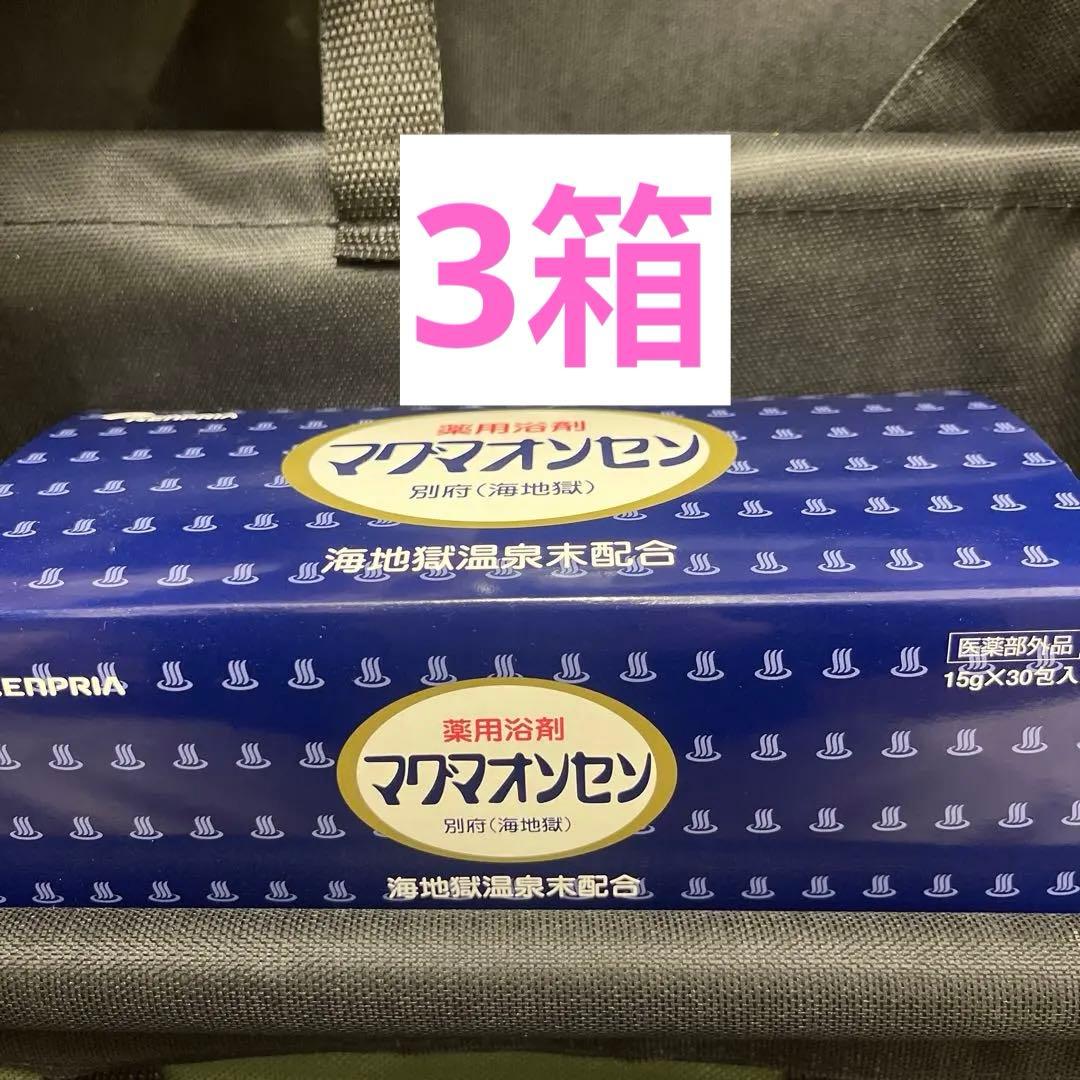 3箱
KENPRIA
薬用浴剤
マグマオンセン
別府(海地獄)
海地獄温泉末配合
医薬部外品
15g×30包入
KENPRIA
薬用浴剤
マグマオンセン
別府(海地獄)
海地獄温泉末配合